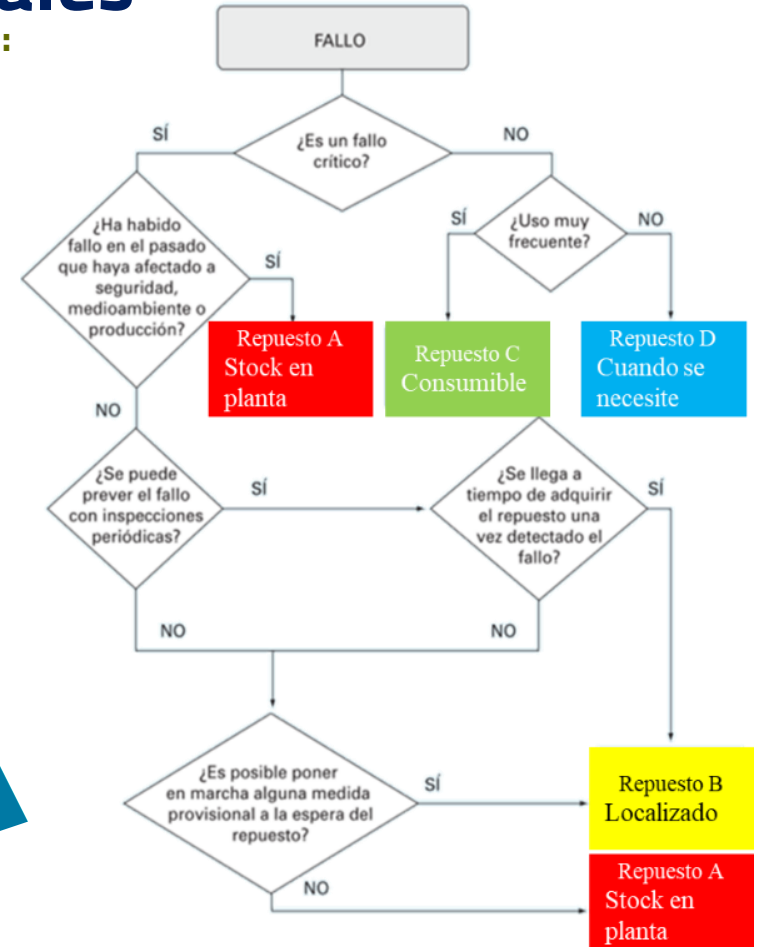 :
FALLO
SÍ
¿Es un fallo
crítico?
NO
¿Ha habido
fallo en el pasado
que haya afectado a
seguridad,
medioambiente o
producción?
SÍ
SÍ
¿Uso muy
frecuente?
NO
Repuesto A
Stock en
planta
Repuesto C
Consumible
Repuesto D
Cuando se
necesite
NO
¿Se puede
prever el fallo
con inspecciones
periódicas?
SÍ
¿Se llega a
tiempo de adquirir
el repuesto una
vez detectado el
fallo?
SÍ
NO
NO
¿Es posible poner
en marcha alguna medida
provisional a la espera del
repuesto?
SÍ
Repuesto B
Localizado
NO
Repuesto A
Stock en
planta